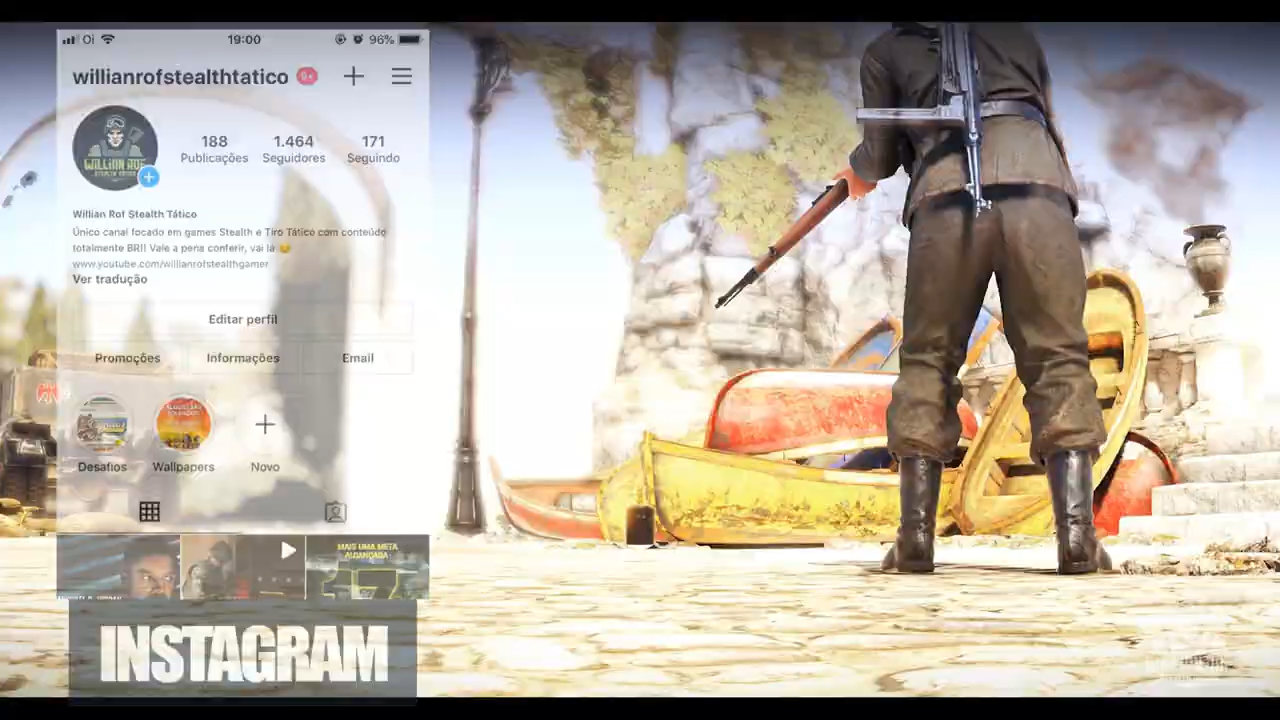 Oi 19:00 96%
willianrofstealthtatico 9+
188 1.464 171
Publicações Seguidores Seguindo
WILLIAN ROF
STEALTH TÁTICO
Willian Rof Stealth Tático
Único canal focado em games Stealth e Tiro Tático com conteúdo
totalmente BR!! Vale a pena conferir, vai lá
www.youtube.com/willianrofstealthgamer
Ver tradução
Editar perfil
Promoções Informações Email
Desafios Wallpapers Novo
MAIS UMA META
ALCANÇADA
INSTAGRAM